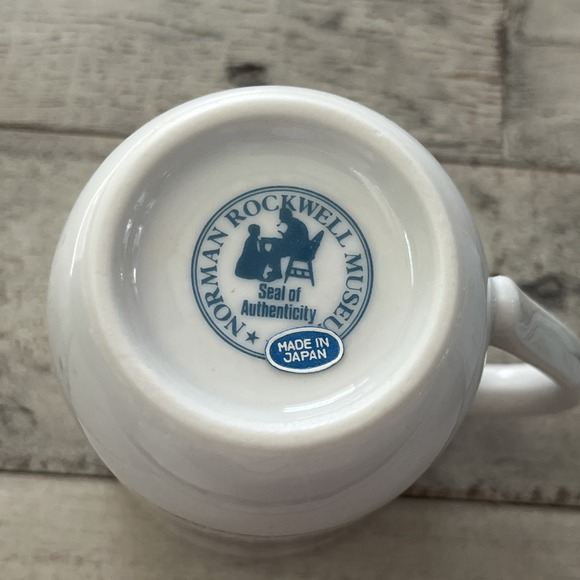 NORMAN ROCKWELL MUSEU
Seal of
Authenticity
MADE IN
JAPAN